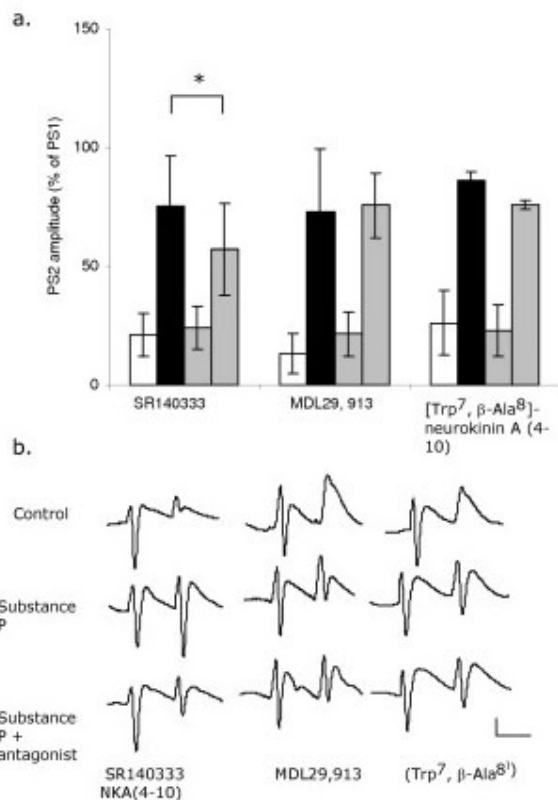 a.
150
*
100
50
0
PS2 amplitude (% of PS1)
SR140333
MDL29, 913
[Trp7, β-Ala8]-
neurokinin A (4-
10)
b.
Control
Substance
P
Substance
P +
antagonist
SR140333
NKA(4-10)
MDL29,913
(Trp7, β-Ala8l)